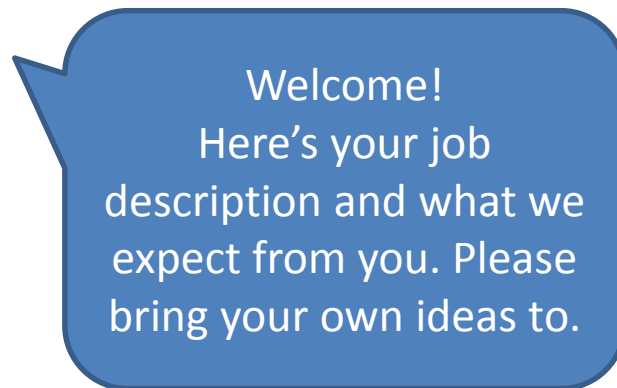 Welcome!
Here’s your job
description and what we
expect from you. Please
bring your own ideas to.